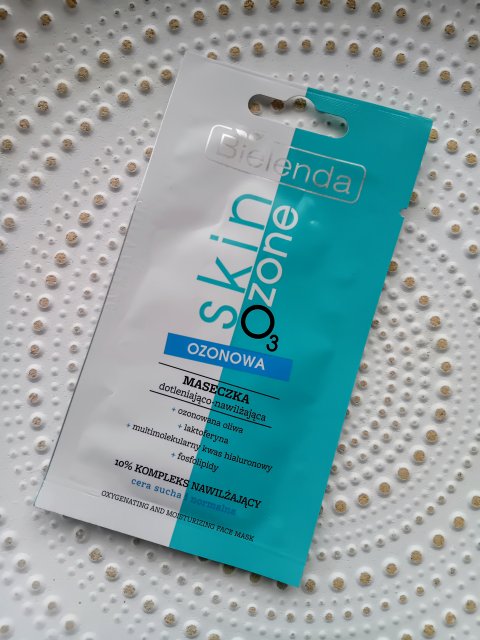 Bielenda
skin
Ozone
O3
OZONOWA
MASECZKA
dotleniająco-nawilżająca
+ ozonowana oliwa
+ laktoferyna
+ multimolekularny kwas hialuronowy
+ fosfolipidy
10% KOMPLEKS NAWILŻAJĄCY
cera sucha i normalna
OXYGENATING AND MOISTURIZING FACE MASK